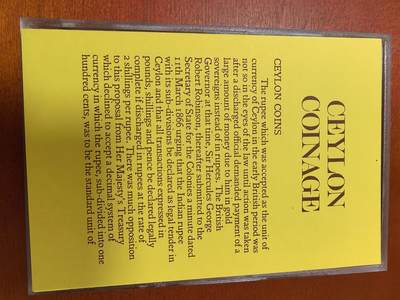 CEYLON
COINAGE
CEYLON COINS
The rupee which was accepted as the unit of
currency of Ceylon in the early British period was
not so in the eyes of the law until action was taken
after a discharged official demanded payment of a
large amount of money due to him in gold
sovereigns instead of in rupees. The British
Governor at that time, Sir Hercules George
Robert Robinson, thereafter submitted to the
Secretary of State for the Colonies a minute dated
11th March 1866 urging that the Indian rupee
with its sub-divisions be declared as legal tender in
Ceylon and that all transactions expressed in
pounds, shillings and pence be declared legally
complete if discharged in rupees at the rate of
2 shillings per rupee. There was much opposition
to this proposal from Her Majesty's Treasury
which declined to accept a decimal system of
currency in which the rupee, sub-divided into one
hundred cents, was to be the standard unit of